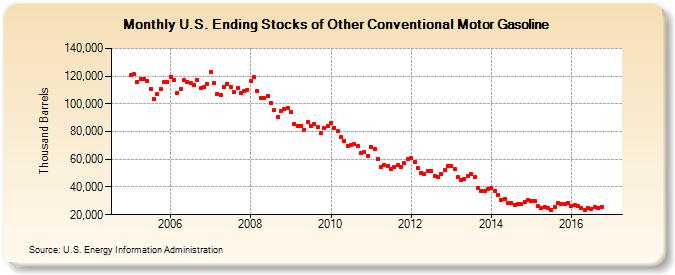 Monthly U.S. Ending Stocks of Other Conventional Motor Gasoline
Thousand Barrels
140,000
120,000
100,000
80,000
60,000
40,000
20,000
2006 2008 2010 2012 2014 2016
Source: U.S. Energy Information Administration